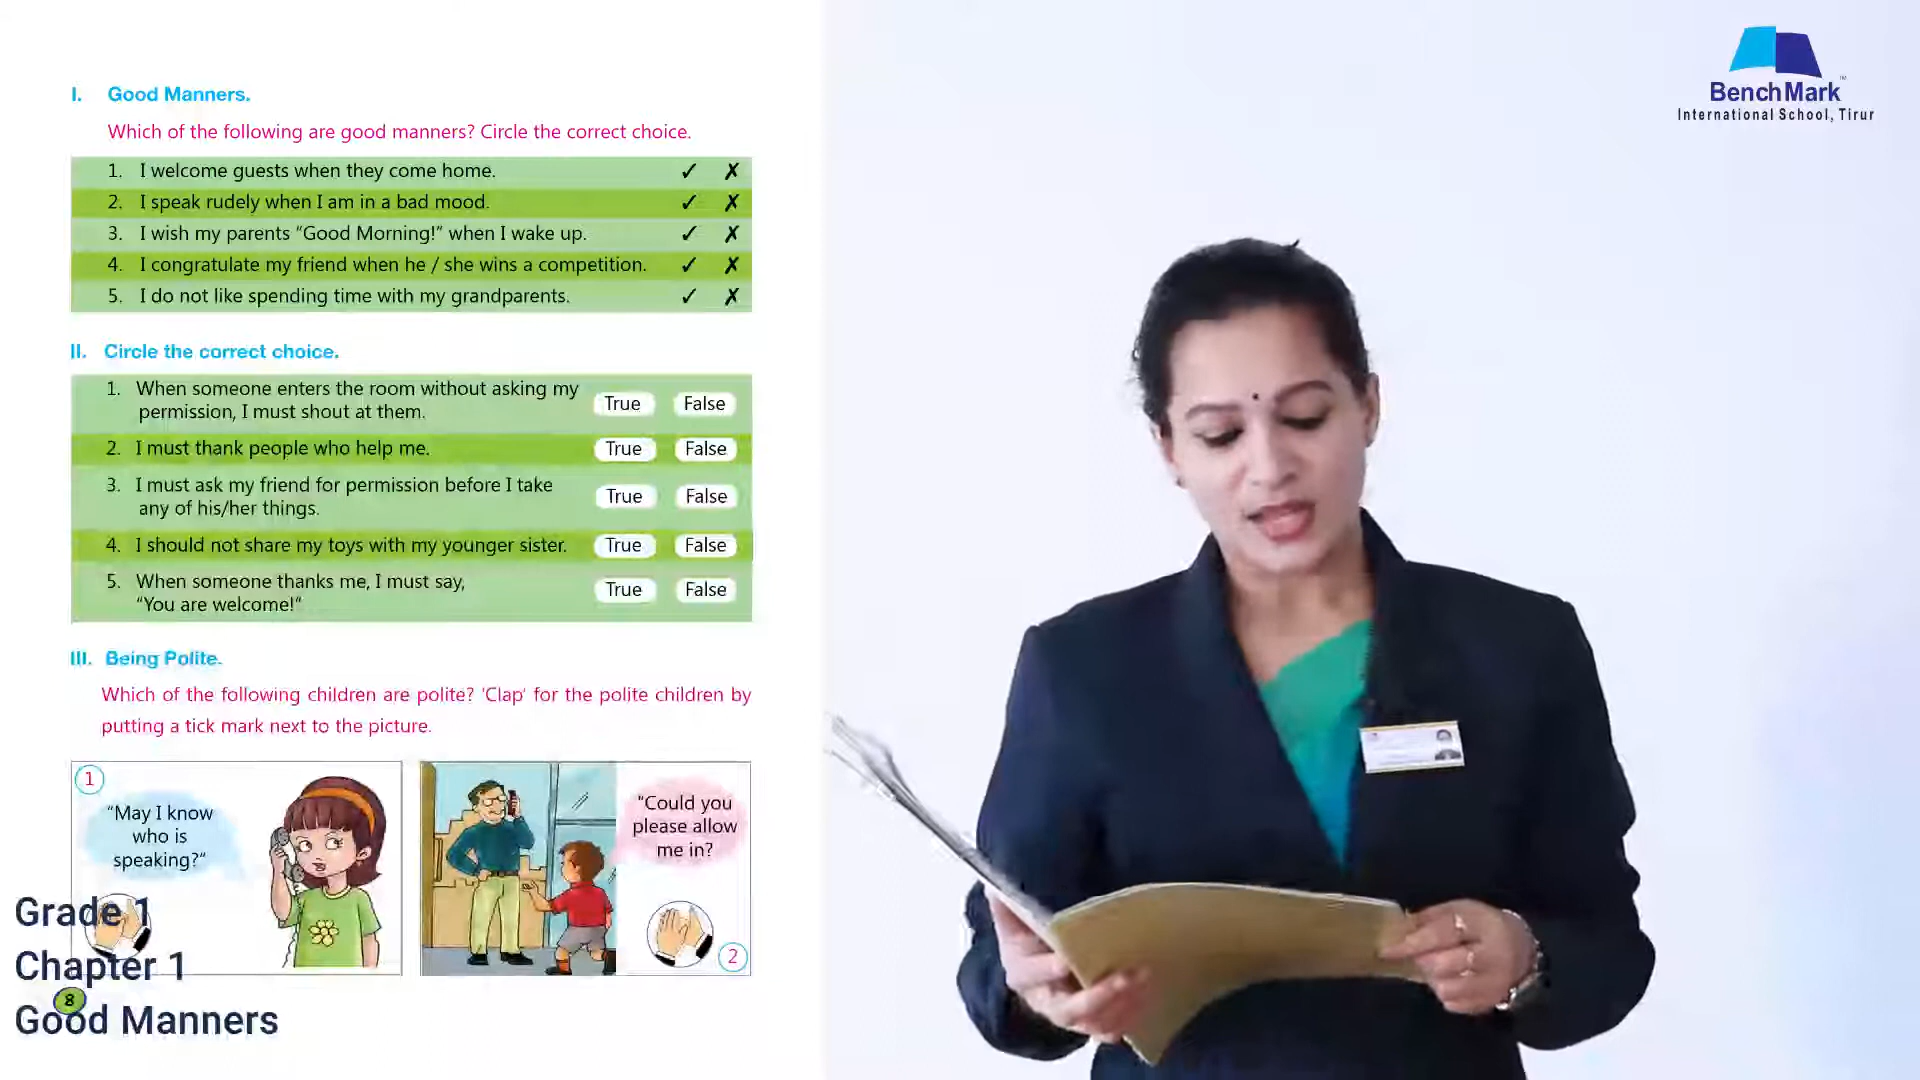 I. Good Manners.
Which of the following are good manners? Circle the correct choice.
1. I welcome guests when they come home. ✓ ✗
2. I speak rudely when I am in a bad mood. ✓ ✗
3. I wish my parents “Good Morning!” when I wake up. ✓ ✗
4. I congratulate my friend when he / she wins a competition. ✓ ✗
5. I do not like spending time with my grandparents. ✓ ✗
II. Circle the correct choice.
1. When someone enters the room without asking my
permission, I must shout at them. True False
2. I must thank people who help me. True False
3. I must ask my friend for permission before I take
any of his/her things. True False
4. I should not share my toys with my younger sister. True False
5. When someone thanks me, I must say,
“You are welcome!” True False
III. Being Polite.
Which of the following children are polite? 'Clap' for the polite children by
putting a tick mark next to the picture.
1
“May I know
who is
speaking?”
“Could you
please allow
me in?
2
Grade 1
Chapter 1
8
Good Manners
BenchMark™
International School, Tirur